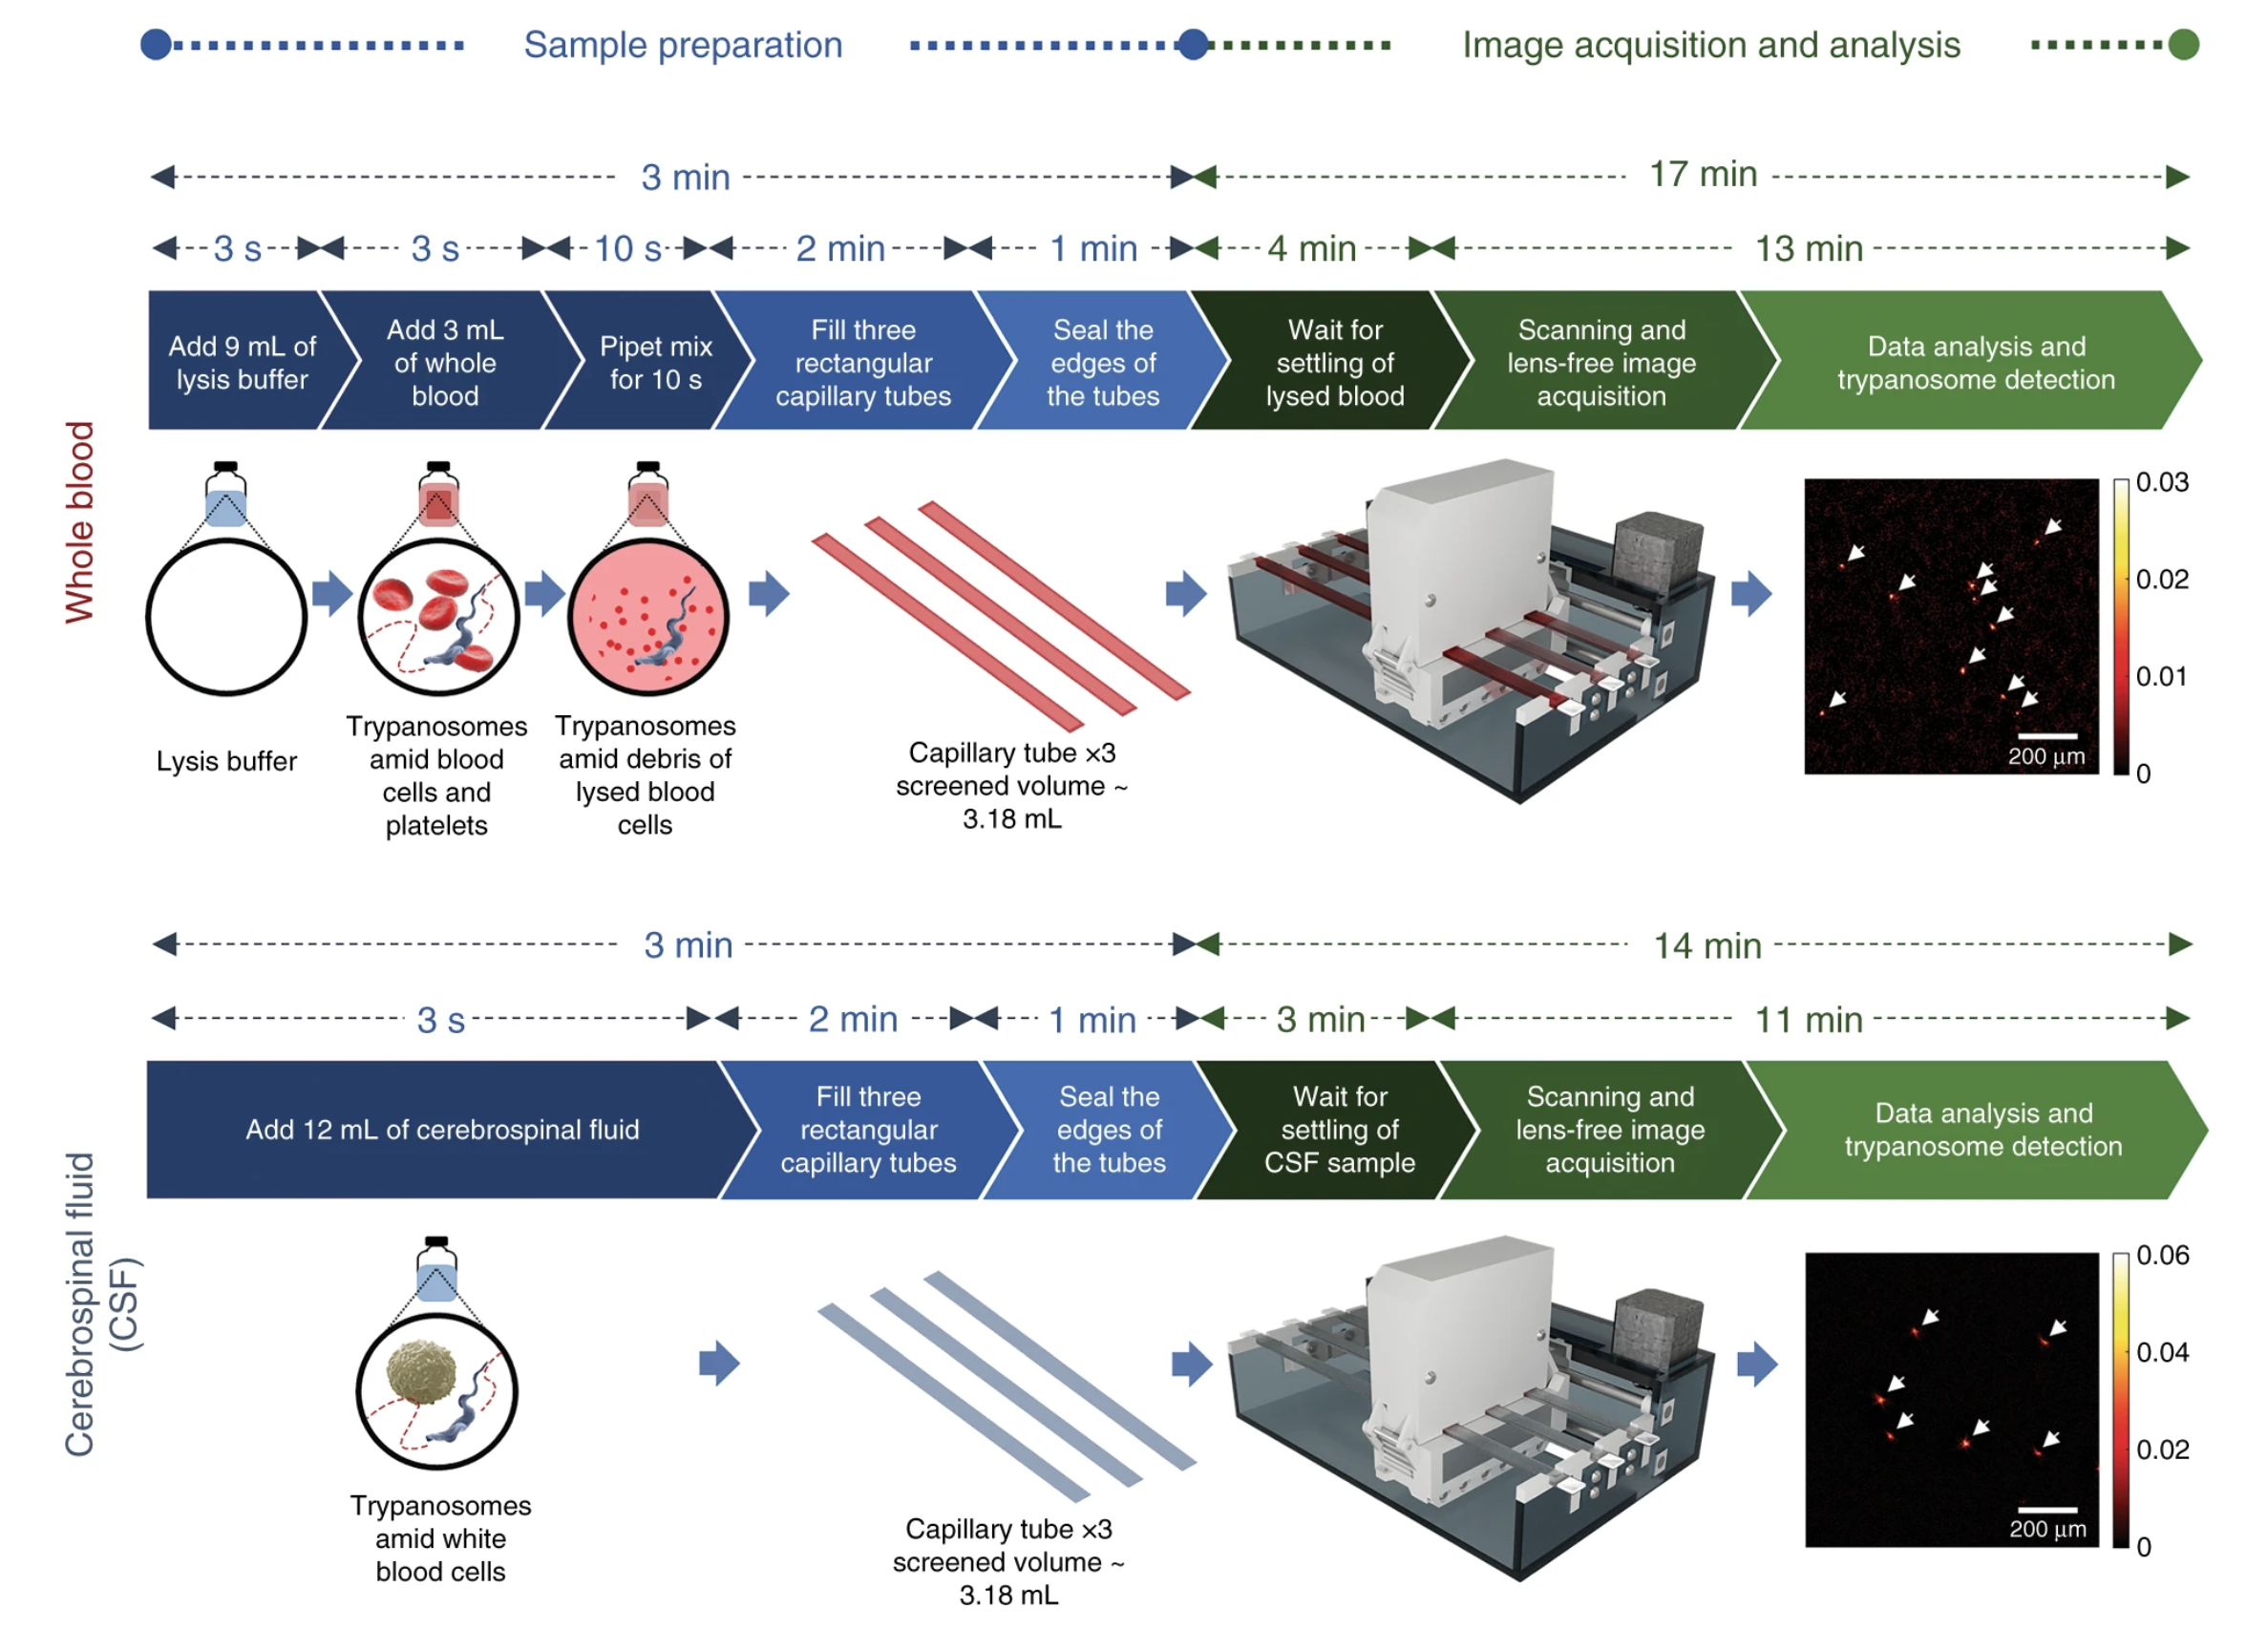 Sample preparation
Image acquisition and analysis
3 min
17 min
3 s
3 s
10 s
2 min
1 min
4 min
13 min
Add 9 mL of
lysis buffer
Add 3 mL
of whole
blood
Pipet mix
for 10 s
Fill three
rectangular
capillary tubes
Seal the
edges of
the tubes
Wait for
settling of
lysed blood
Scanning and
lens-free image
acquisition
Data analysis and
trypanosome detection
Whole blood
Lysis buffer
Trypanosomes
amid blood
cells and
platelets
Trypanosomes
amid debris of
lysed blood
cells
Capillary tube ×3
screened volume ~
3.18 mL
200 µm
0.03
0.02
0.01
0
3 min
14 min
3 s
2 min
1 min
3 min
11 min
Add 12 mL of cerebrospinal fluid
Fill three
rectangular
capillary tubes
Seal the
edges of
the tubes
Wait for
settling of
CSF sample
Scanning and
lens-free image
acquisition
Data analysis and
trypanosome detection
Cerebrospinal fluid
(CSF)
Trypanosomes
amid white
blood cells
Capillary tube ×3
screened volume ~
3.18 mL
200 µm
0.06
0.04
0.02
0